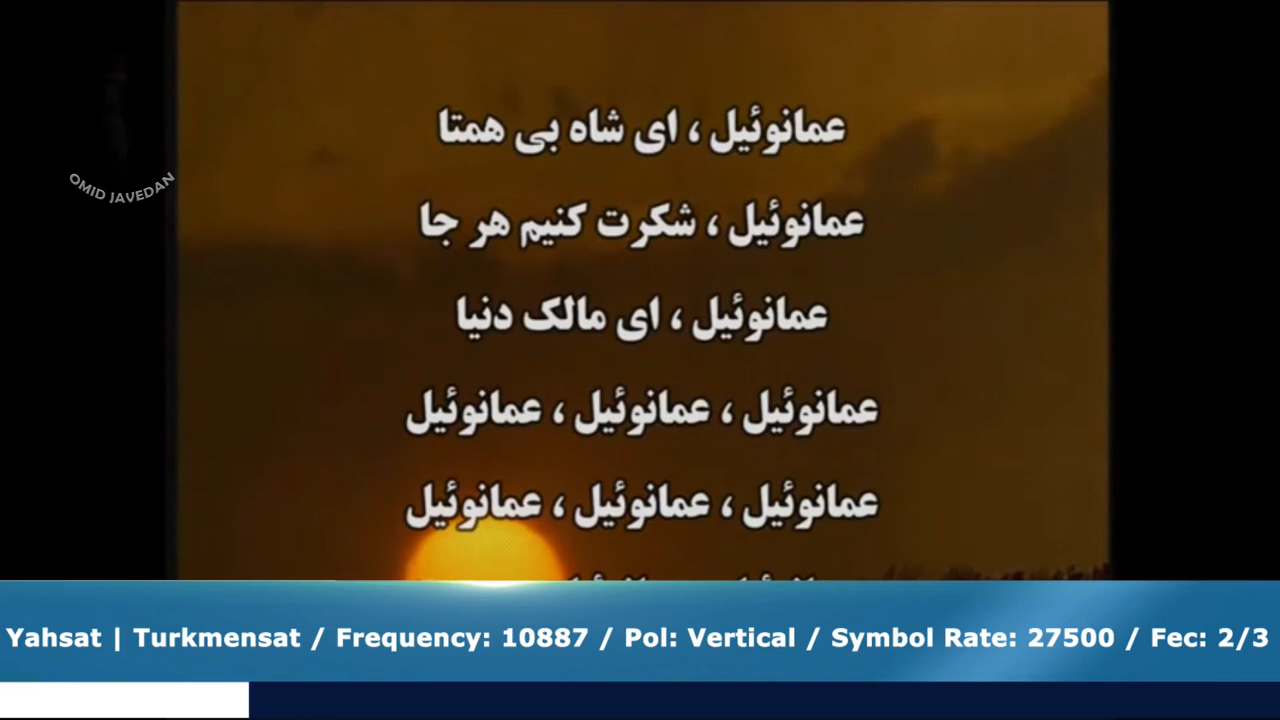 عمانوئیل ، ای شاه بی همتا
OMID JAVEDAN
عمانوئیل ، شکرت کنیم هر جا
عمانوئیل ، ای مالک دنیا
عمانوئیل ، عمانوئیل ، عمانوئیل
عمانوئیل ، عمانوئیل ، عمانوئیل
Yahsat | Turkmensat / Frequency: 10887 / Pol: Vertical / Symbol Rate: 27500 / Fec: 2/3